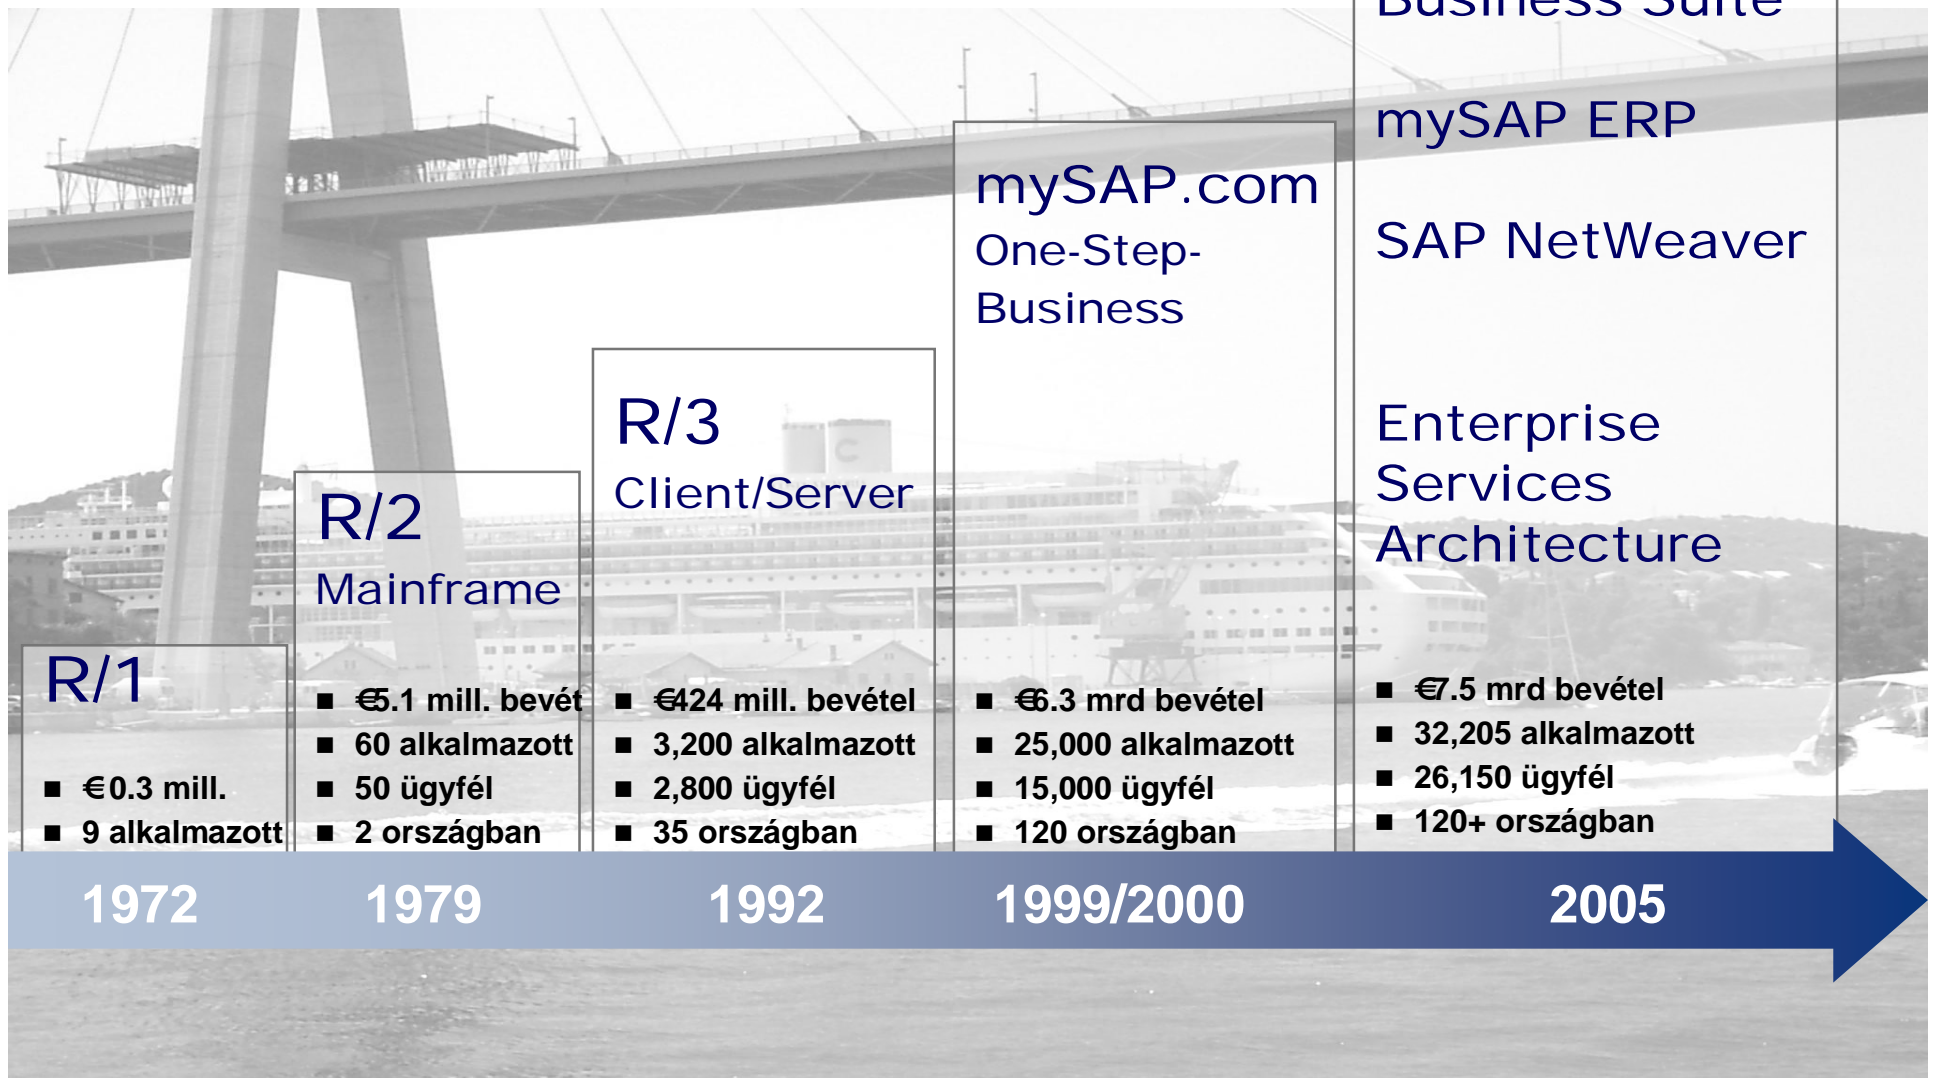 R/1
€ 0.3 mill.
9 alkalmazott
R/2
Mainframe
€5.1 mill. bevét
60 alkalmazott
50 ügyfél
2 országban
R/3
Client/Server
€424 mill. bevétel
3,200 alkalmazott
2,800 ügyfél
35 országban
mySAP.com
One-Step-
Business
€6.3 mrd bevétel
25,000 alkalmazott
15,000 ügyfél
120 országban
Business Suite
mySAP ERP
SAP NetWeaver
Enterprise
Services
Architecture
€7.5 mrd bevétel
32,205 alkalmazott
26,150 ügyfél
120+ országban
1972
1979
1992
1999/2000
2005